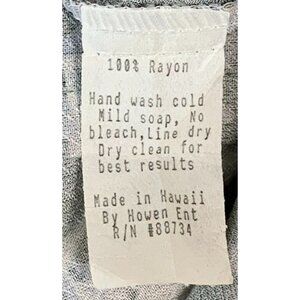 100% Rayon
Hand wash cold
Mild soap, No
bleach, Line dry
Dry clean for
best results
Made in Hawaii
By Howen Ent
R/N #88734